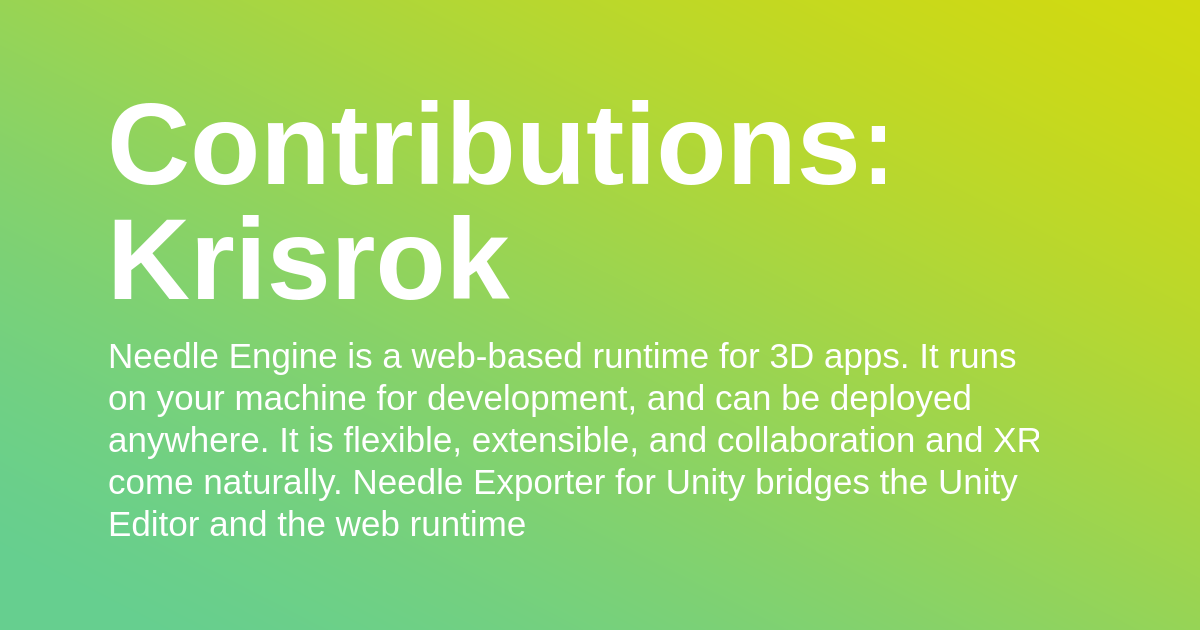 Contributions:
Krisrok
Needle Engine is a web-based runtime for 3D apps. It runs
on your machine for development, and can be deployed
anywhere. It is flexible, extensible, and collaboration and XR
come naturally. Needle Exporter for Unity bridges the Unity
Editor and the web runtime